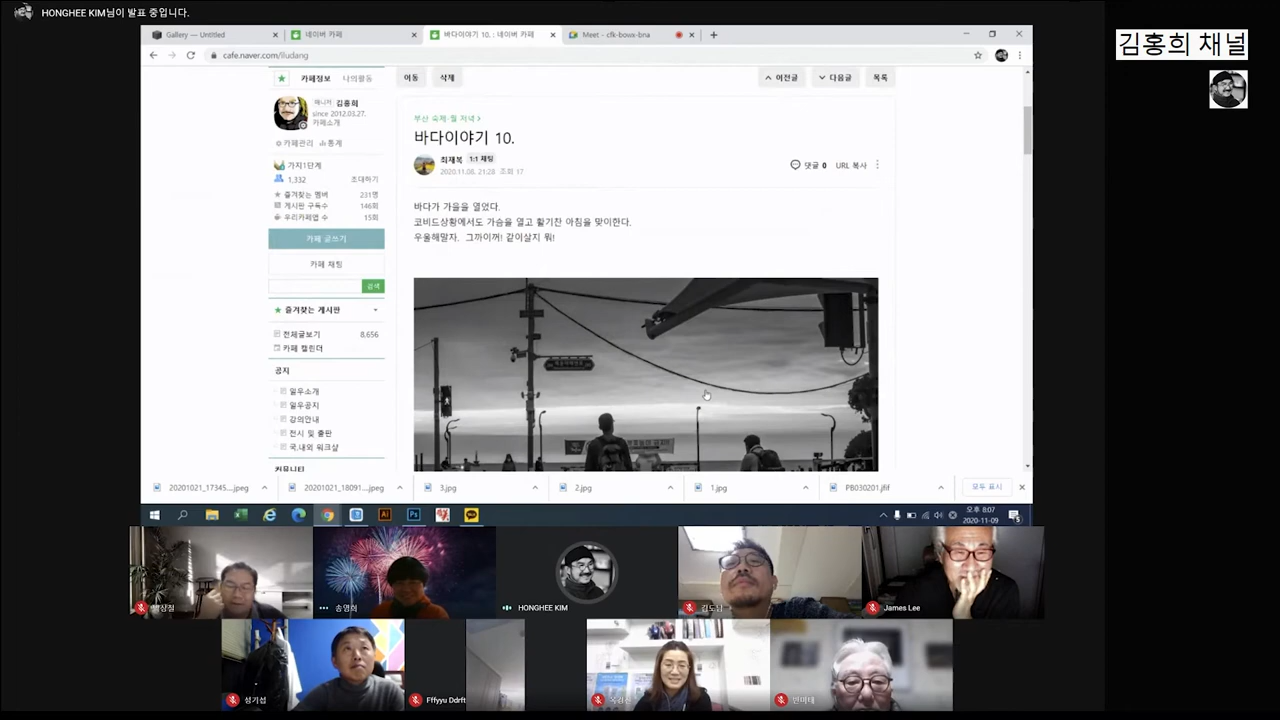 HONGHEE KIM님이 발표 중입니다.
김홍희 채널
Gallery — Untitled
네이버 카페
바다이야기 10. : 네이버 카페
Meet - cfk-bows-bna
cafe.naver.com/lludang
카페정보 나의활동
이동 삭제
이전글 다음글 목록
매니저 김홍희
since 2012.03.27.
카페소개
카페관리 통계
가지1단계
1,332 초대하기
즐겨찾는 멤버 231명
게시판 구독수 146회
우리카페앱 수 15회
카페 글쓰기
카페 채팅
검색
즐겨찾는 게시판
전체글보기 8,656
카페 캘린더
공지
일우소개
일우공지
강의안내
전시 및 출판
국,내외 워크샵
커뮤니티
부산 숙제-월 저녁
바다이야기 10.
최재복 1:1 채팅
2020.11.08. 21:28 조회 17
댓글 0 URL 복사
바다가 가을을 열었다.
코비드상황에서도 가슴을 열고 활기찬 아침을 맞이한다.
우울해말자. 그까이꺼! 같이살지 뭐!
20201021_17345....jpeg
20201021_18091....jpeg
3.jpg
2.jpg
1.jpg
PB030201.jfif
모두 표시
오후 8:07
2020-11-09
송영희
HONGHEE KIM
김도남
James Lee
성기섭
Fffyyu Ddrft